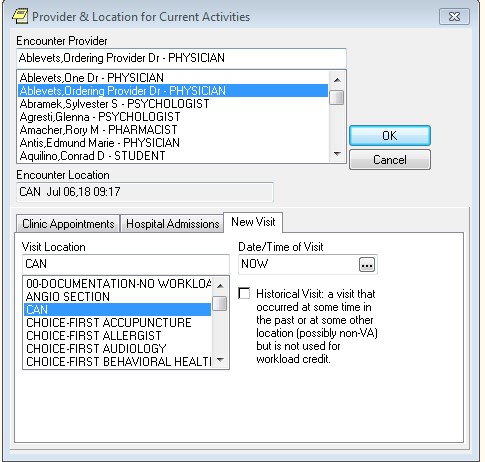 Provider & Location for Current Activities
Encounter Provider
Ablevets,Ordering Provider Dr - PHYSICIAN
Ablevets,One Dr - PHYSICIAN
Ablevets,Ordering Provider Dr - PHYSICIAN
Abramek,Sylvester S - PSYCHOLOGIST
Agresti,Glenna - PSYCHOLOGIST
Amacher,Rory M - PHARMACIST
Antis,Edmund Marie - PHYSICIAN
Aquilino,Conrad D - STUDENT
OK
Cancel
Encounter Location
CAN Jul 06,18 09:17
Clinic Appointments
Hospital Admissions
New Visit
Visit Location
CAN
00-DOCUMENTATION-NO WORKLOA
ANGIO SECTION
CAN
CHOICE-FIRST ACCUPUNCTURE
CHOICE-FIRST ALLERGIST
CHOICE-FIRST AUDIOLOGY
CHOICE-FIRST BEHAVIORAL HEALTI
Date/Time of Visit
NOW
...
Historical Visit: a visit that
occurred at some time in
the past or at some other
location (possibly non-VA)
but is not used for
workload credit.